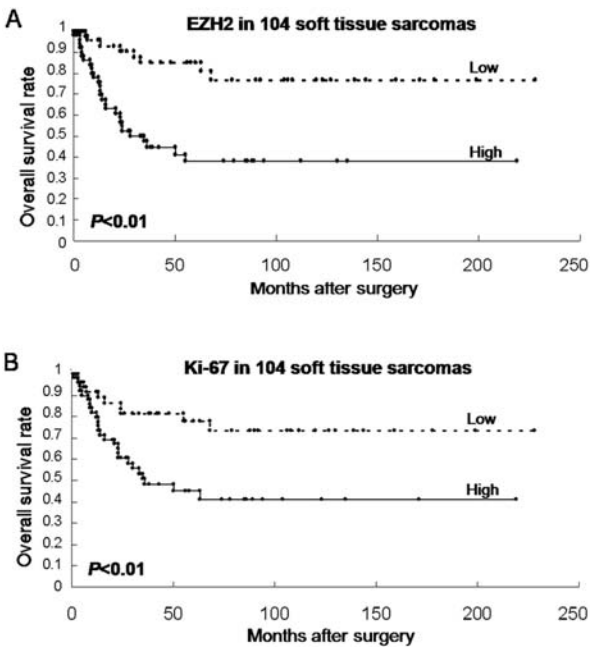 A
EZH2 in 104 soft tissue sarcomas
Overall survival rate
1
0.9
0.8
0.7
0.6
0.5
0.4
0.3
0.2
0.1
0
Low
High
P<0.01
0 50 100 150 200 250
Months after surgery
B
Ki-67 in 104 soft tissue sarcomas
Overall survival rate
1
0.9
0.8
0.7
0.6
0.5
0.4
0.3
0.2
0.1
0
Low
High
P<0.01
0 50 100 150 200 250
Months after surgery